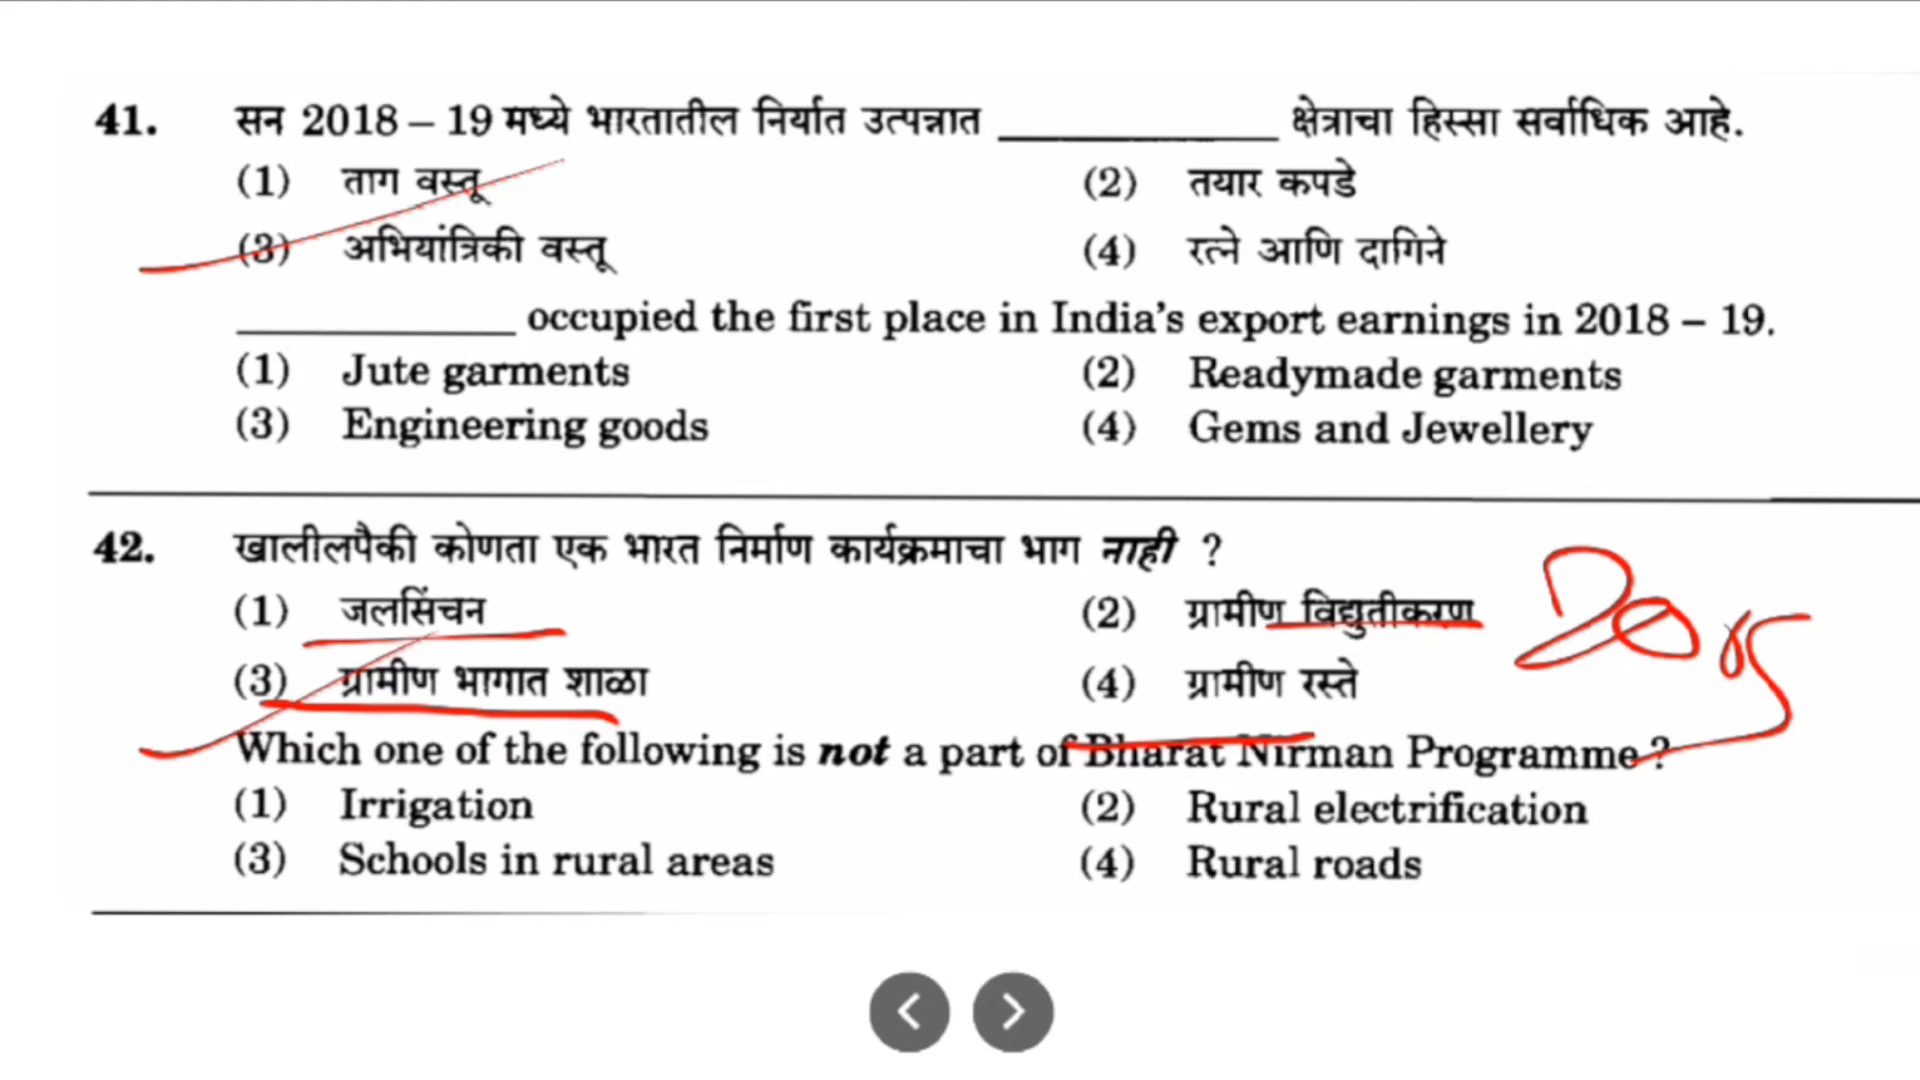 41. सन 2018 – 19 मध्ये भारतातील निर्यात उत्पन्नात ____________ क्षेत्राचा हिस्सा सर्वाधिक आहे.
(1) ताग वस्तू (2) तयार कपडे
(3) अभियांत्रिकी वस्तू (4) रत्ने आणि दागिने
____________ occupied the first place in India's export earnings in 2018 – 19.
(1) Jute garments (2) Readymade garments
(3) Engineering goods (4) Gems and Jewellery
42. खालीलपैकी कोणता एक भारत निर्माण कार्यक्रमाचा भाग नाही ?
(1) जलसिंचन (2) ग्रामीण विद्युतीकरण
(3) ग्रामीण भागात शाळा (4) ग्रामीण रस्ते
2005
Which one of the following is not a part of Bharat Nirman Programme ?
(1) Irrigation (2) Rural electrification
(3) Schools in rural areas (4) Rural roads